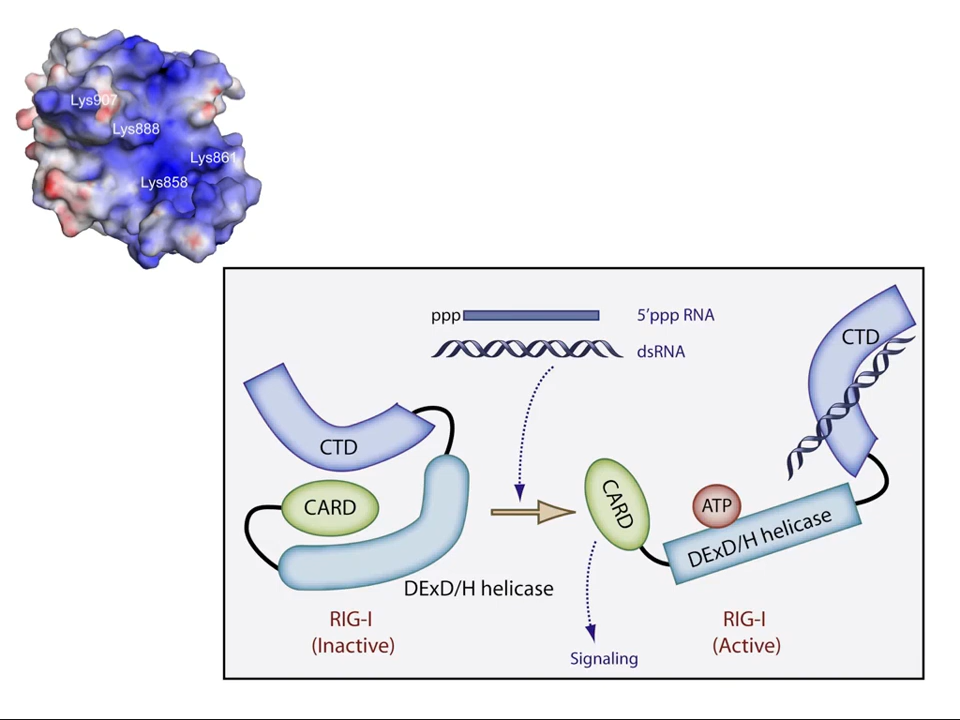 Lys907
Lys888
Lys861
Lys858
ppp
5'ppp RNA
dsRNA
CTD
CTD
CARD
CARD
ATP
DExD/H helicase
DExD/H helicase
RIG-I
(Inactive)
RIG-I
(Active)
Signaling